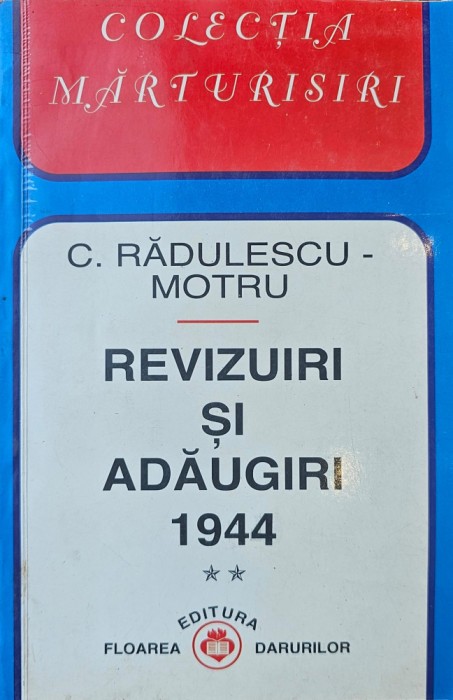 COLECȚIA
MĂRTURISIRI
C. RĂDULESCU -
MOTRU
REVIZUIRI
ȘI
ADĂUGIRI
1944
EDITURA
FLOAREA DARURILOR